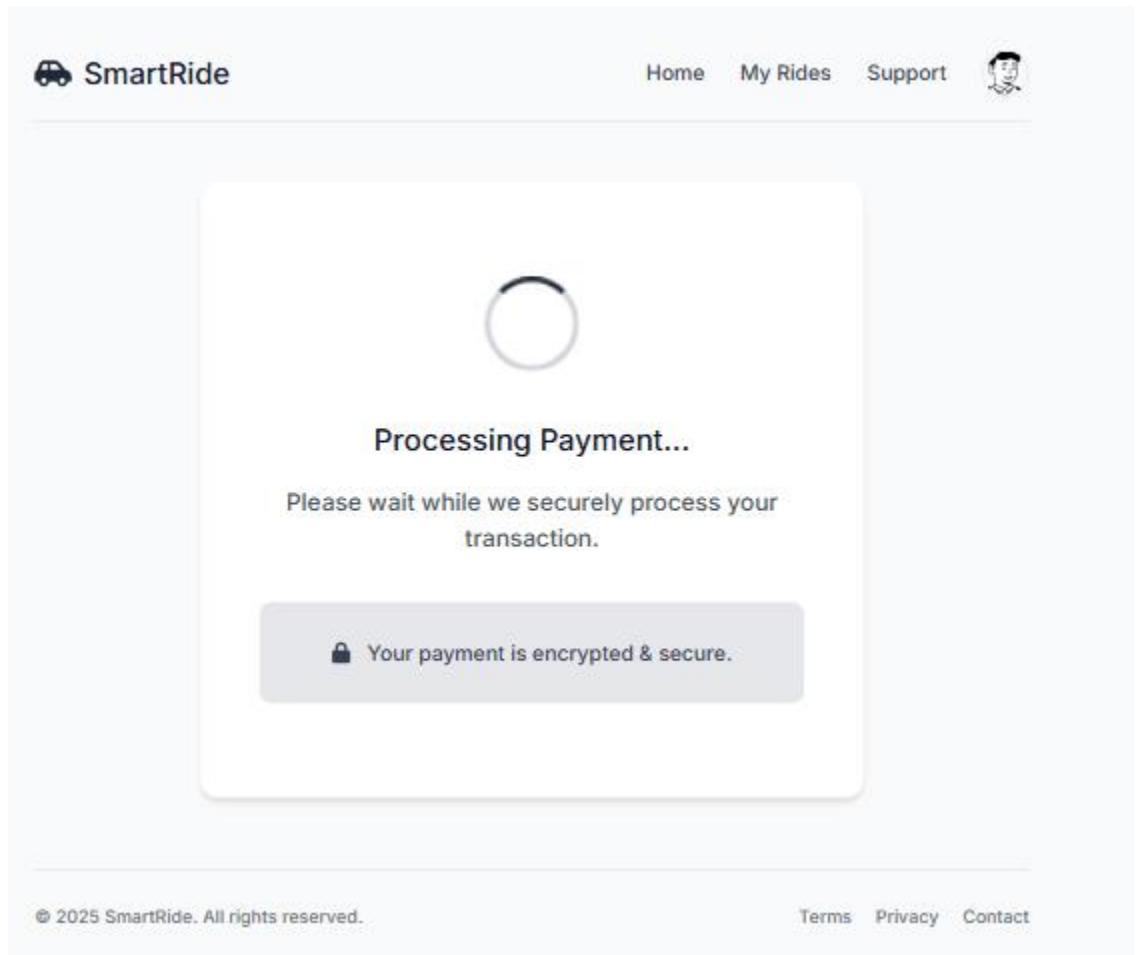 SmartRide
Home My Rides Support
Processing Payment...
Please wait while we securely process your
transaction.
Your payment is encrypted & secure.
© 2025 SmartRide. All rights reserved.
Terms Privacy Contact